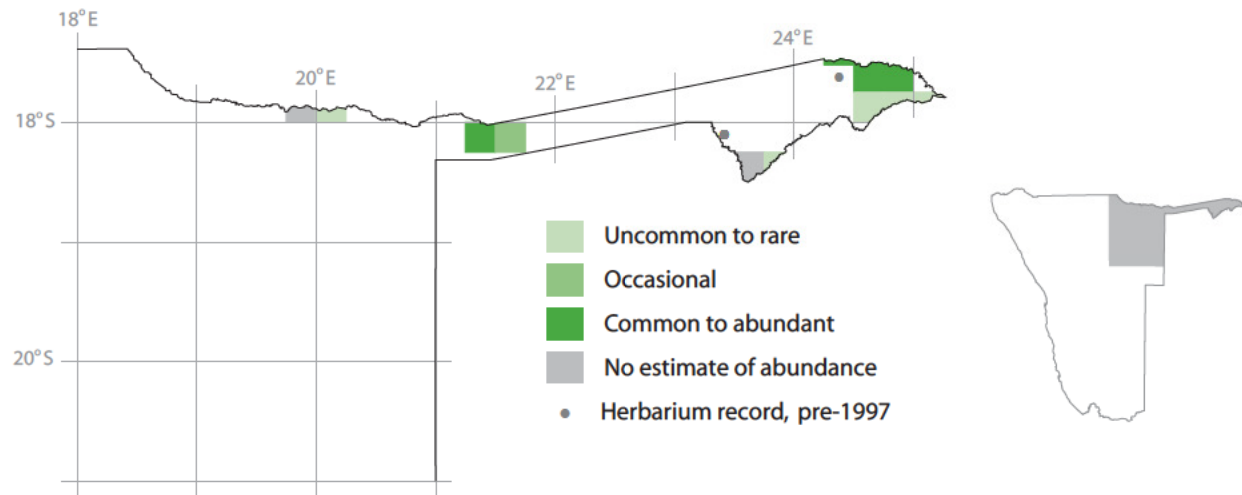 18°E
20°E
22°E
24°E
18°S
20°S
Uncommon to rare
Occasional
Common to abundant
No estimate of abundance
Herbarium record, pre-1997